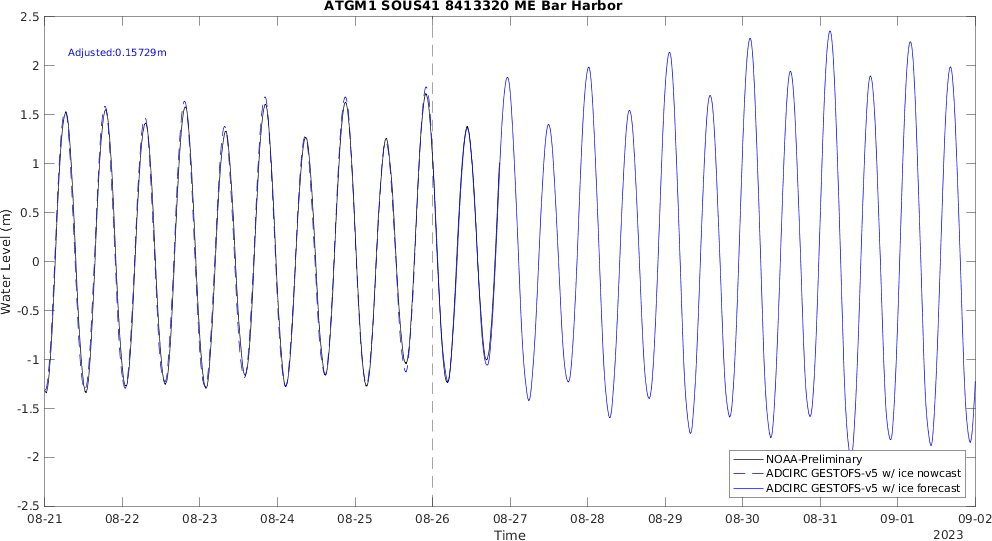 ATGM1 SOUS41 8413320 ME Bar Harbor
2.5
2
1.5
1
0.5
0
-0.5
-1
-1.5
-2
-2.5
Water Level (m)
Adjusted:0.15729m
NOAA-Preliminary
ADCIRC GESTOFS-v5 w/ ice nowcast
ADCIRC GESTOFS-v5 w/ ice forecast
08-21 08-22 08-23 08-24 08-25 08-26 08-27 08-28 08-29 08-30 08-31 09-01 09-02
Time
2023